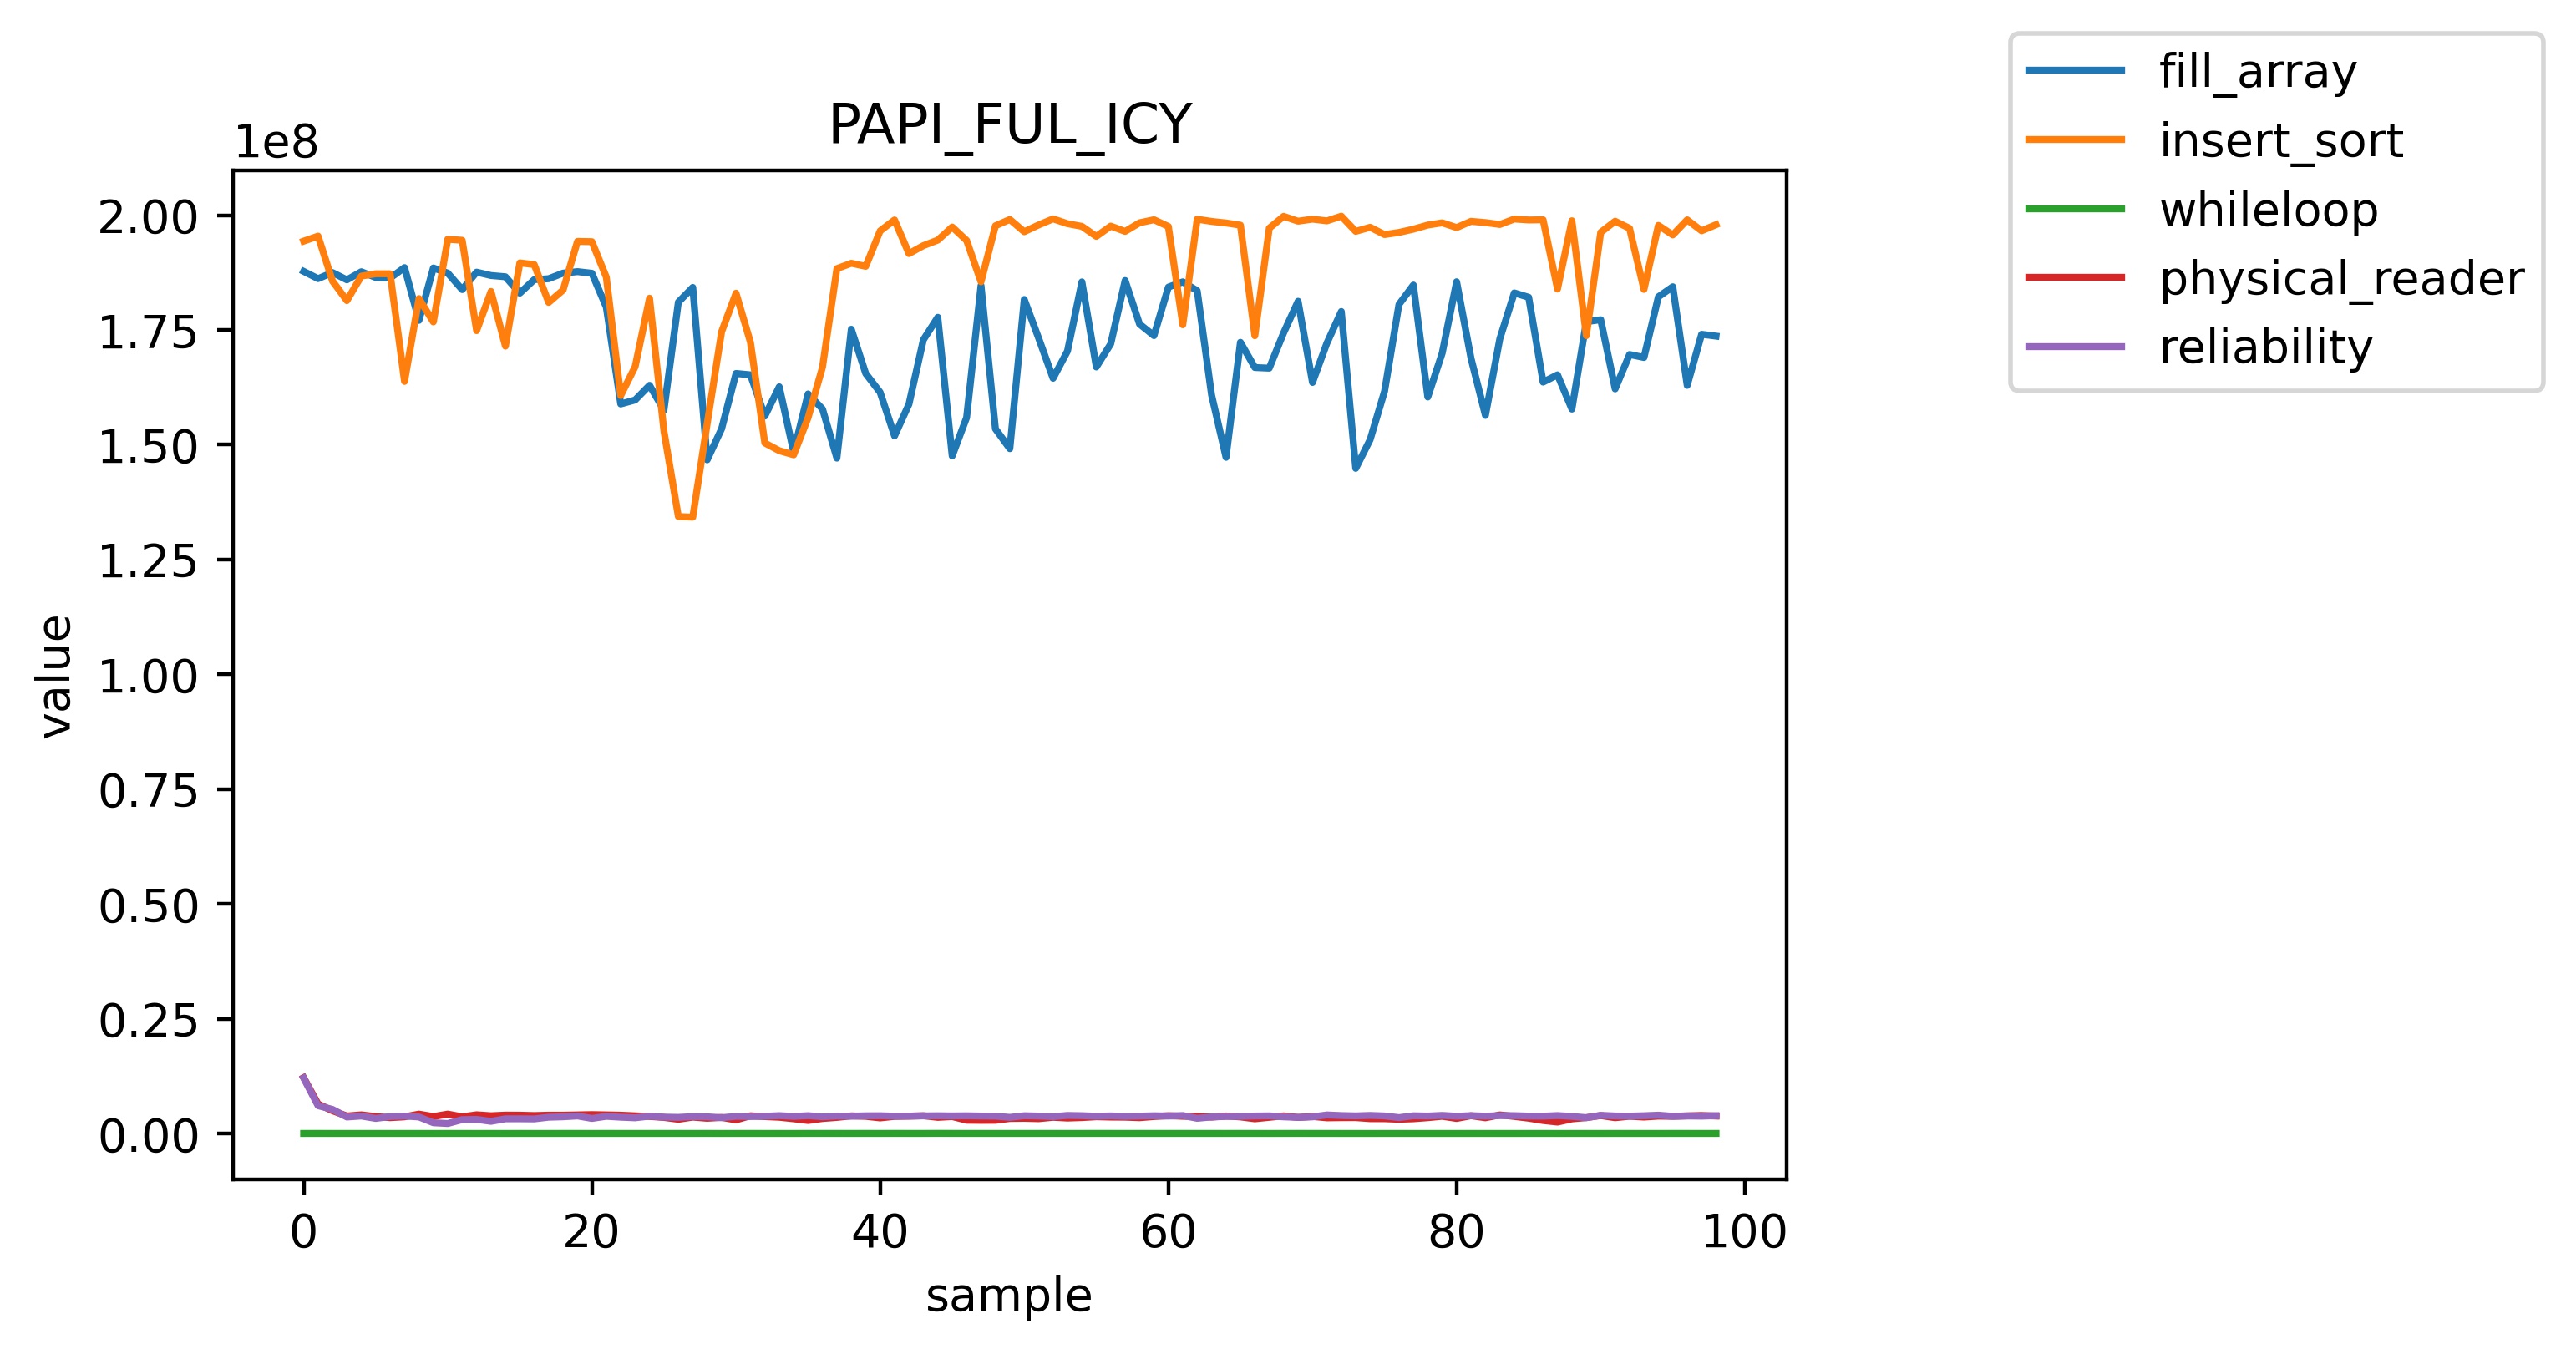 PAPI_FUL_ICY
1e8
2.00
1.75
1.50
1.25
1.00
0.75
0.50
0.25
0.00
value
0 20 40 60 80 100
sample
fill_array
insert_sort
whileloop
physical_reader
reliability